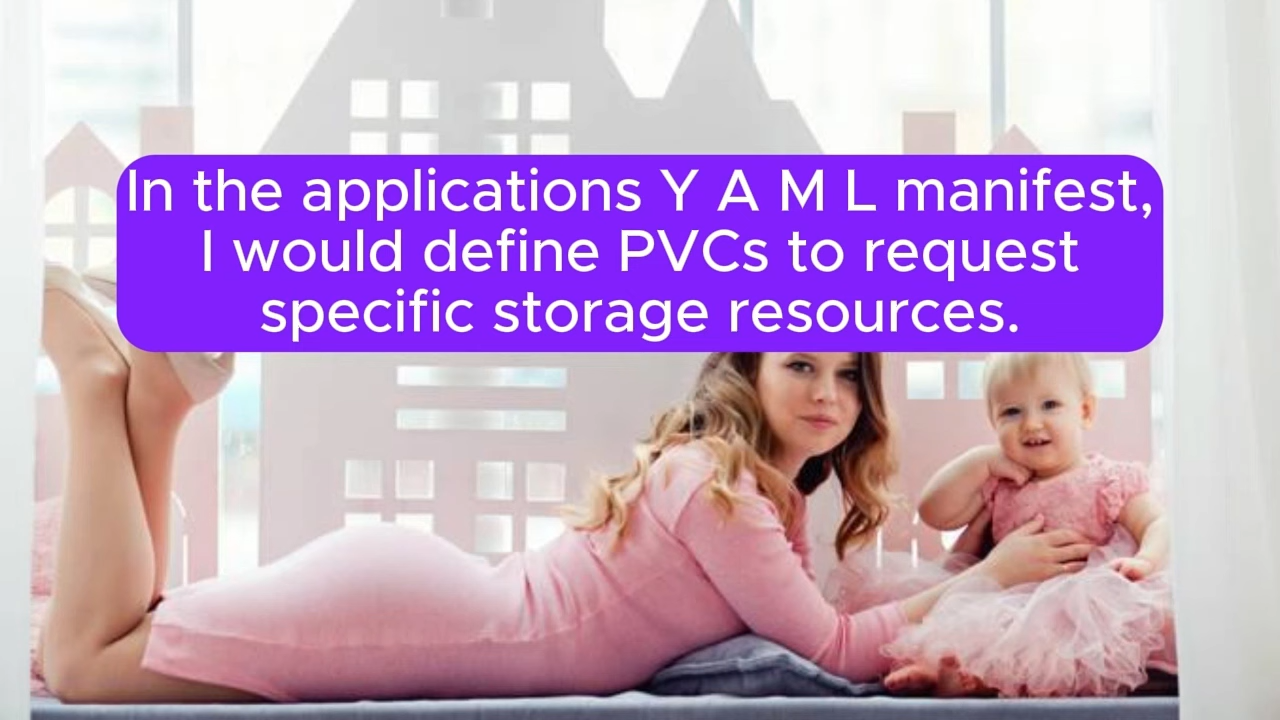 In the applications Y A M L manifest,
I would define PVCs to request
specific storage resources.